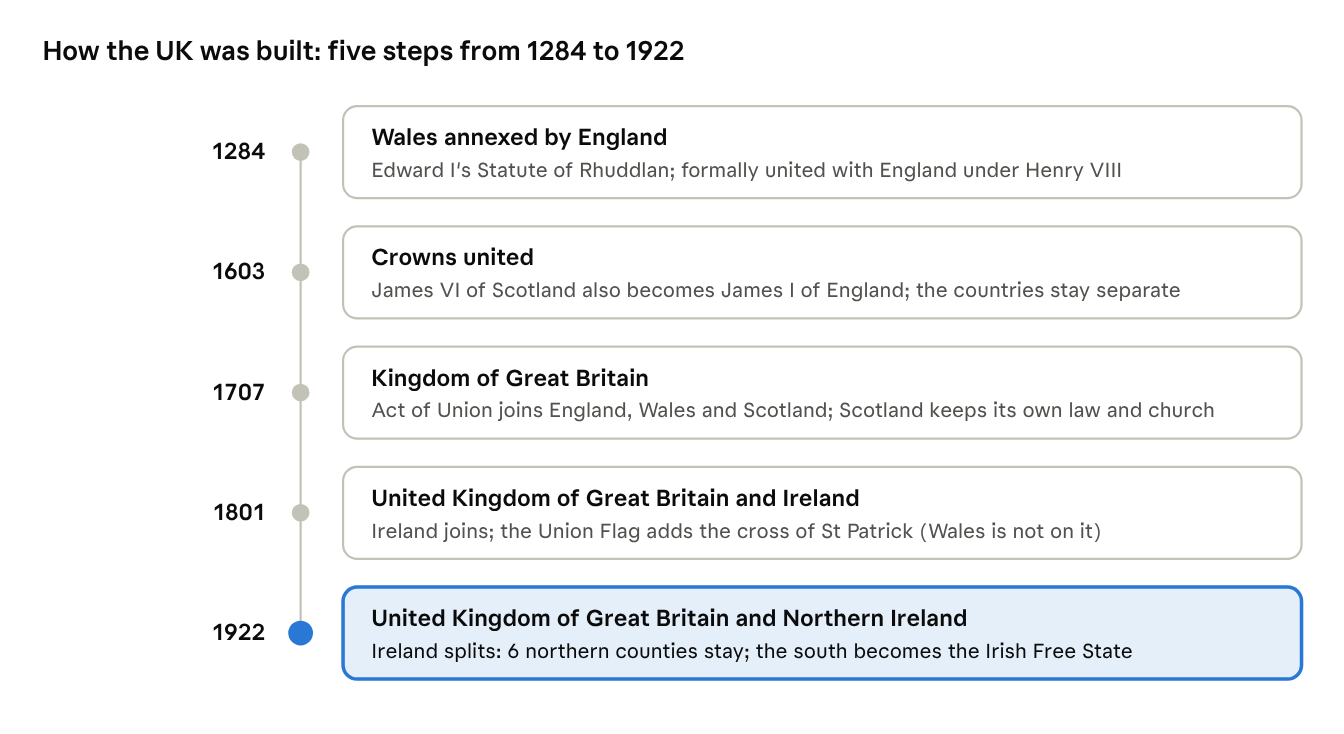 How the UK was built: five steps from 1284 to 1922
1284
Wales annexed by England
Edward I's Statute of Rhuddlan; formally united with England under Henry VIII
1603
Crowns united
James VI of Scotland also becomes James I of England; the countries stay separate
1707
Kingdom of Great Britain
Act of Union joins England, Wales and Scotland; Scotland keeps its own law and church
1801
United Kingdom of Great Britain and Ireland
Ireland joins; the Union Flag adds the cross of St Patrick (Wales is not on it)
1922
United Kingdom of Great Britain and Northern Ireland
Ireland splits: 6 northern counties stay; the south becomes the Irish Free State